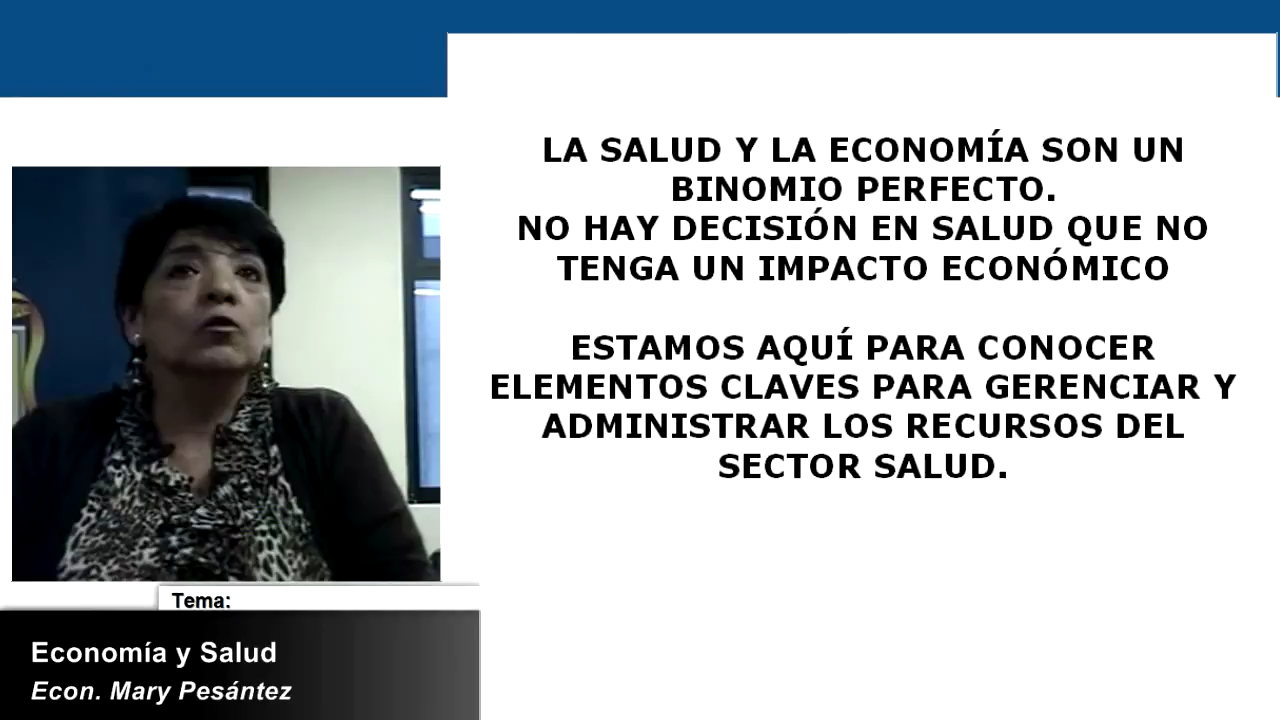 LA SALUD Y LA ECONOMÍA SON UN
BINOMIO PERFECTO.
NO HAY DECISIÓN EN SALUD QUE NO
TENGA UN IMPACTO ECONÓMICO
ESTAMOS AQUÍ PARA CONOCER
ELEMENTOS CLAVES PARA GERENCIAR Y
ADMINISTRAR LOS RECURSOS DEL
SECTOR SALUD.
Tema:
Economía y Salud
Econ. Mary Pesántez